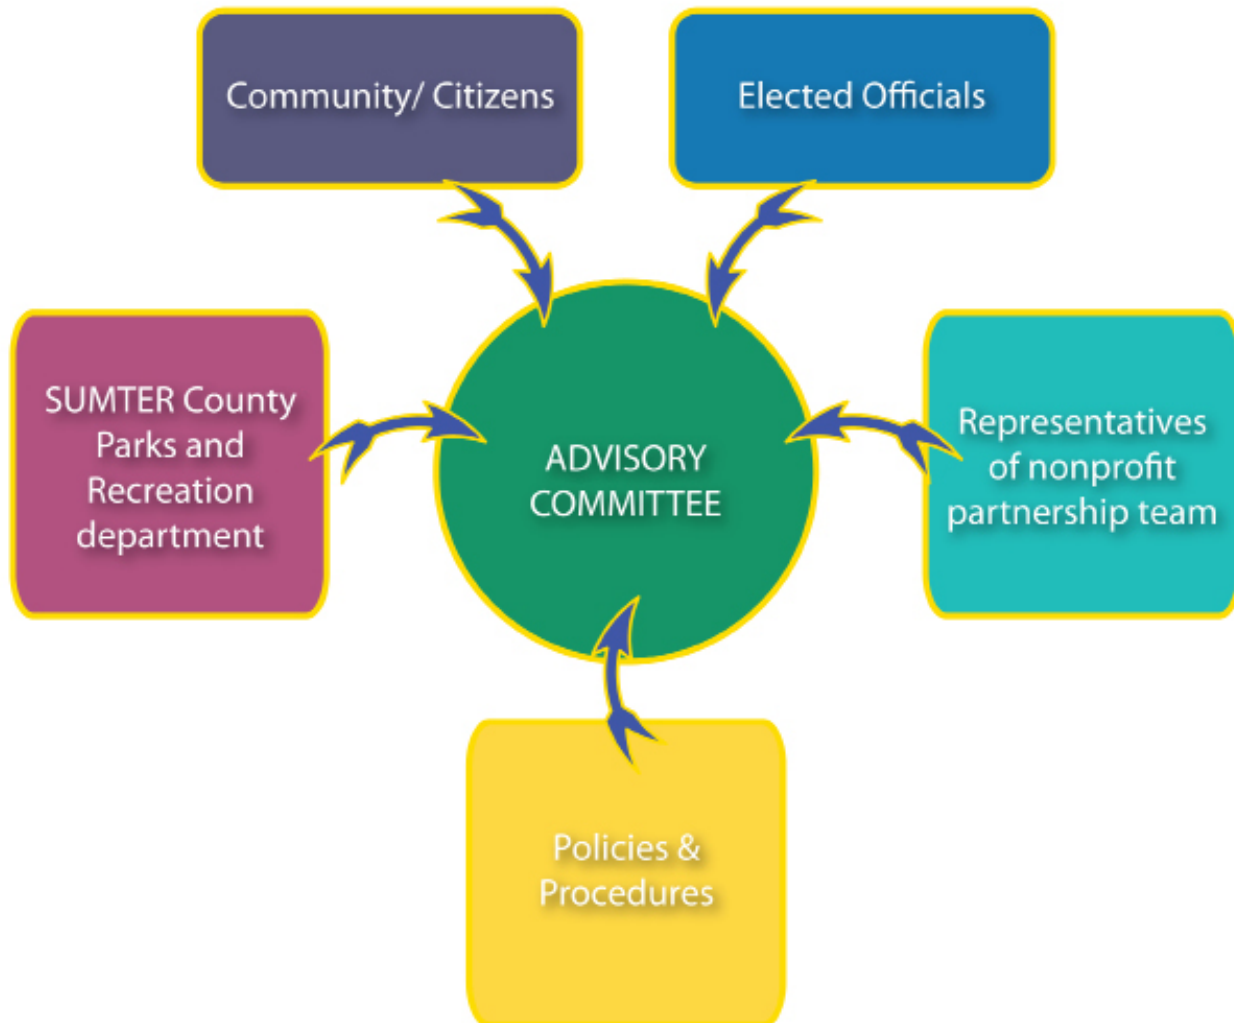 Community/ Citizens
Elected Officials
SUMTER County
Parks and
Recreation
department
ADVISORY
COMMITTEE
Representatives
of nonprofit
partnership team
Policies &
Procedures